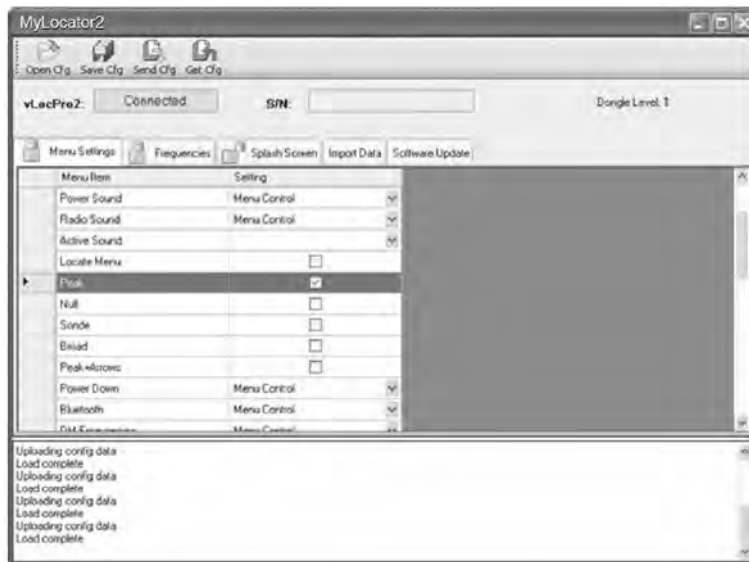 MyLocator2
Open Cfg Save Cfg Send Cfg Get Cfg
vLocPro2: Connected S/N: Dongle Level: 1
Menu Settings Frequencies Splash Screen Import Data Software Update
Menu Item Setting
Power Sound Menu Control
Radio Sound Menu Control
Active Sound
Locate Menu
Peak
Null
Sonde
Broad
Peak+Arrows
Power Down Menu Control
Bluetooth Menu Control
Menu Control
Uploading config data
Load complete
Uploading config data
Load complete
Uploading config data
Load complete
Uploading config data
Load complete